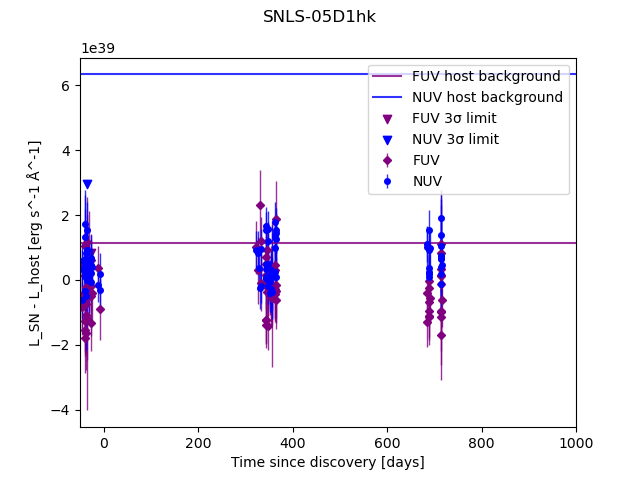 SNLS-05D1hk
1e39
FUV host background
NUV host background
FUV 3σ limit
NUV 3σ limit
FUV
NUV
6
4
2
0
−2
−4
L_SN - L_host [erg s^-1 Å^-1]
0 200 400 600 800 1000
Time since discovery [days]